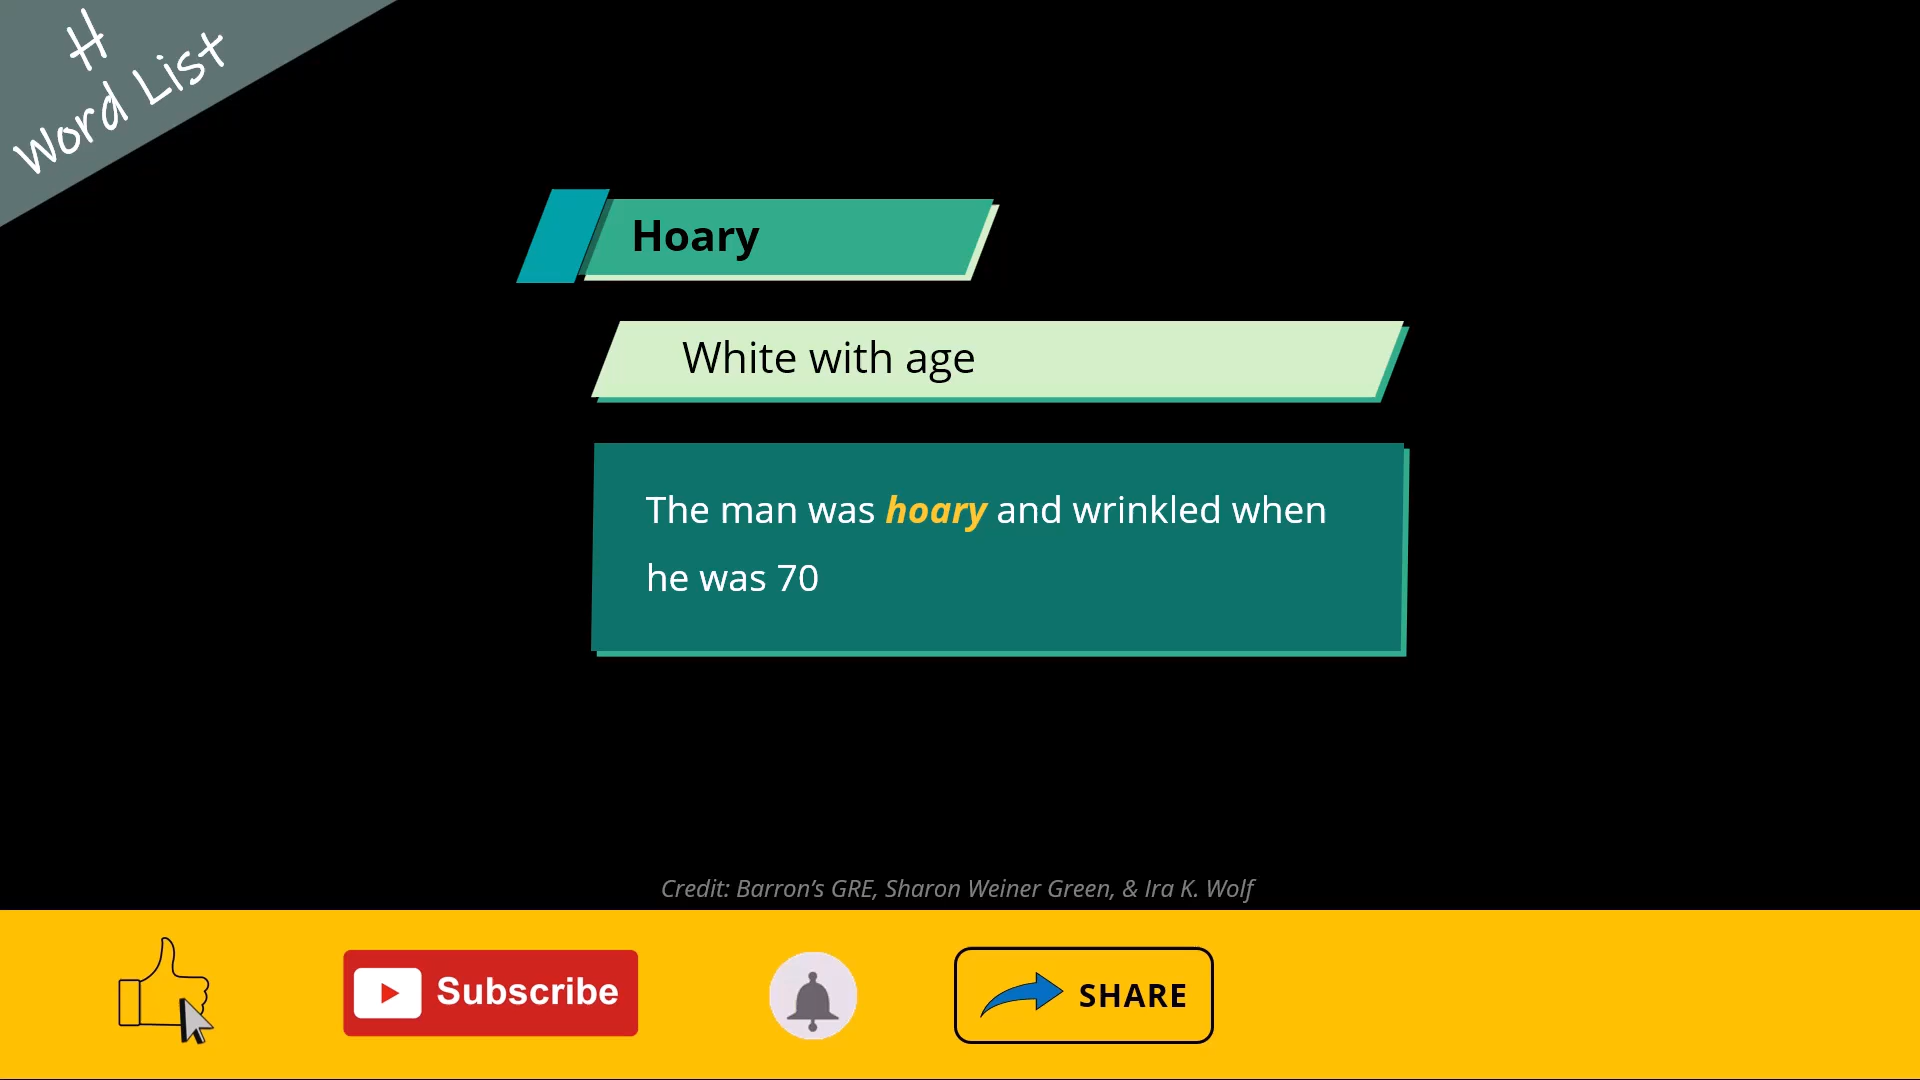 H
Word List
Hoary
White with age
The man was hoary and wrinkled when
he was 70
Credit: Barron’s GRE, Sharon Weiner Green, & Ira K. Wolf
Subscribe
SHARE